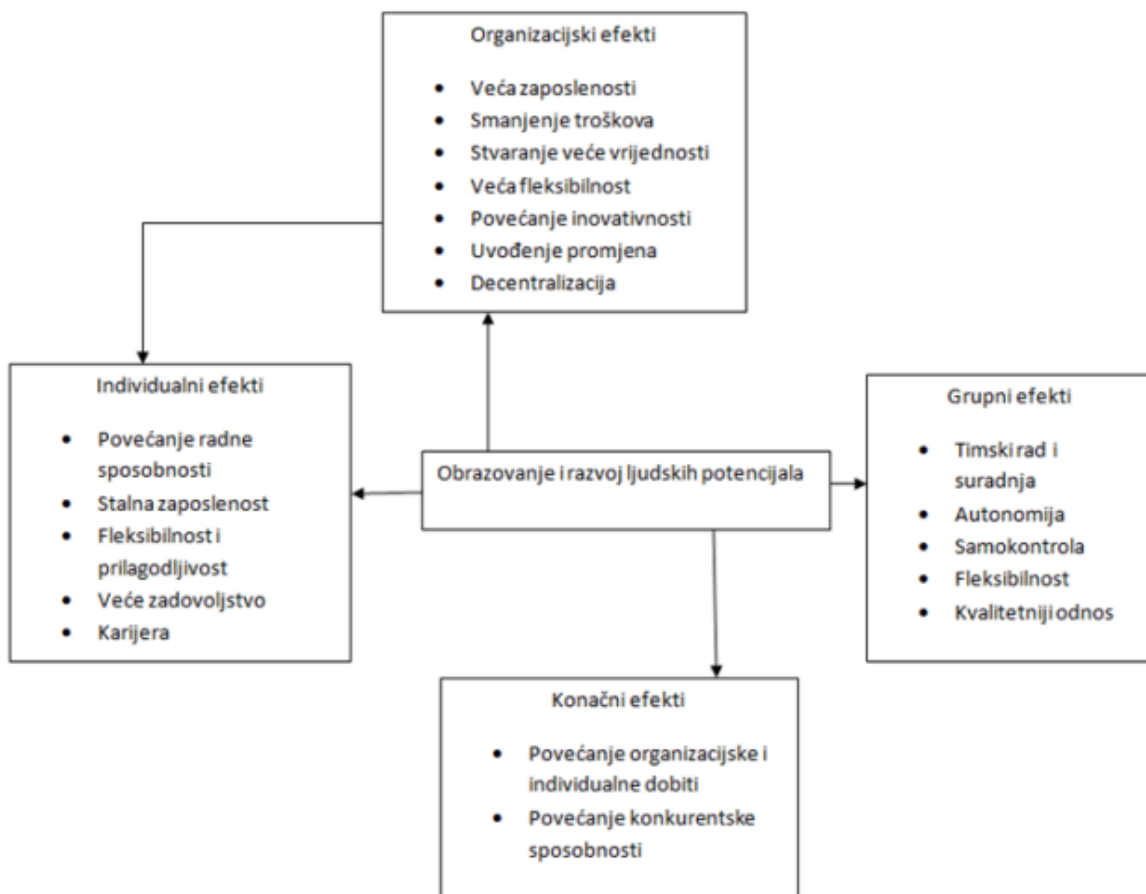 Organizacijski efekti
• Veća zaposlenosti
• Smanjenje troškova
• Stvaranje veće vrijednosti
• Veća fleksibilnost
• Povećanje inovativnosti
• Uvođenje promjena
• Decentralizacija
Individualni efekti
• Povećanje radne
sposobnosti
• Stalna zaposlenost
• Fleksibilnost i
prilagodljivost
• Veće zadovoljstvo
• Karijera
Obrazovanje i razvoj ljudskih potencijala
Grupni efekti
• Timski rad i
suradnja
• Autonomija
• Samokontrola
• Fleksibilnost
• Kvalitetniji odnos
Konačni efekti
• Povećanje organizacijske i
individualne dobiti
• Povećanje konkurentske
sposobnosti